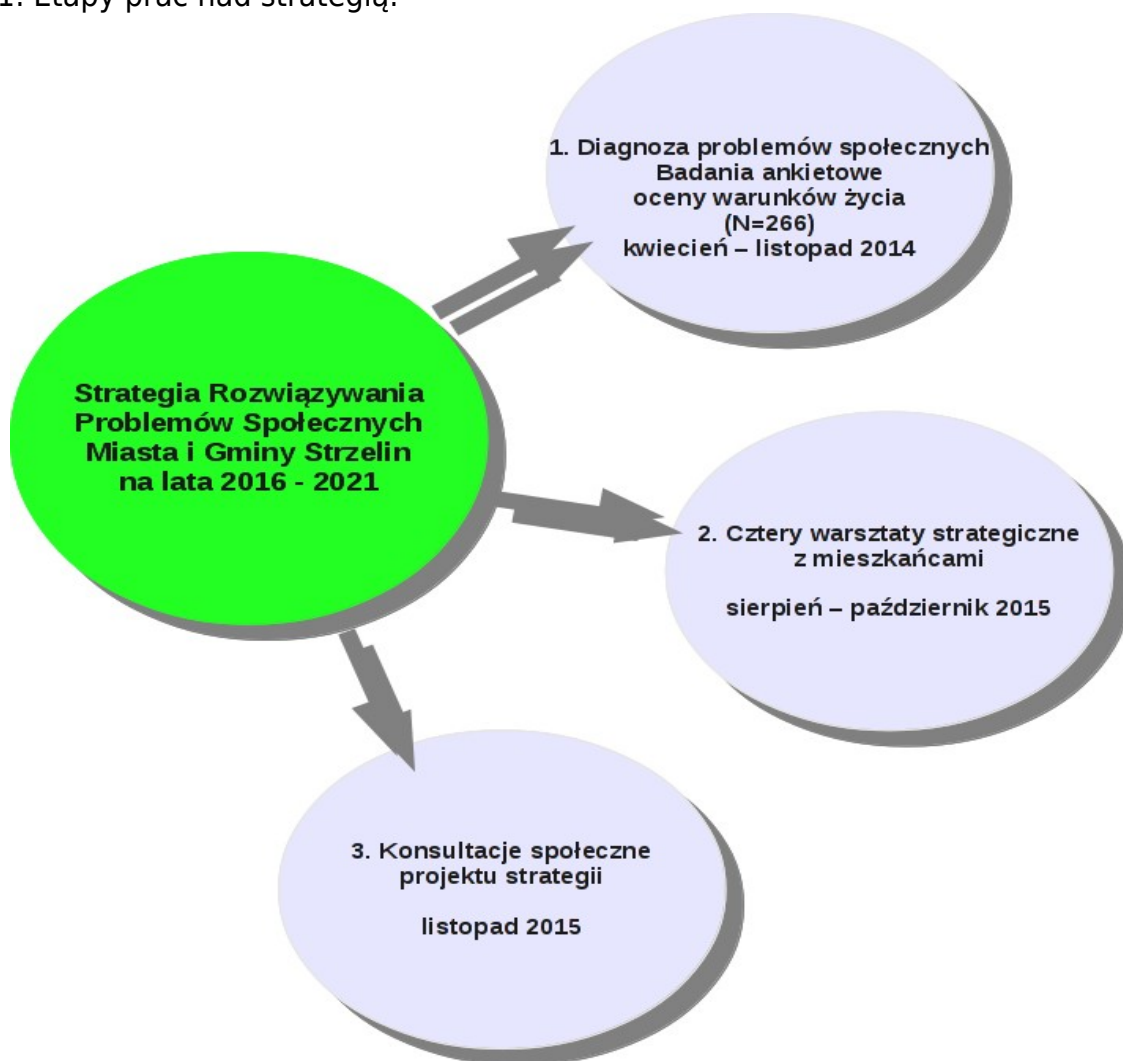 1. Etapy prac nad strategią.
1. Diagnoza problemów społecznych
Badania ankietowe
oceny warunków życia
(N=266)
kwiecień – listopad 2014
Strategia Rozwiązywania
Problemów Społecznych
Miasta i Gminy Strzelin
na lata 2016 - 2021
2. Cztery warsztaty strategiczne
z mieszkańcami
sierpień – październik 2015
3. Konsultacje społeczne
projektu strategii
listopad 2015